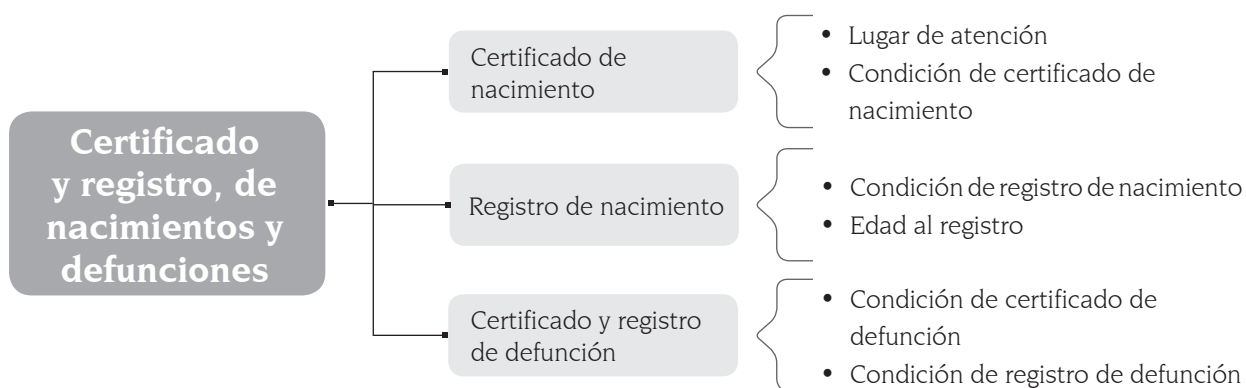 Certificado
y registro, de
nacimientos y
defunciones
Certificado de
nacimiento
• Lugar de atención
• Condición de certificado de
nacimiento
Registro de nacimiento
• Condición de registro de nacimiento
• Edad al registro
Certificado y registro
de defunción
• Condición de certificado de
defunción
• Condición de registro de defunción